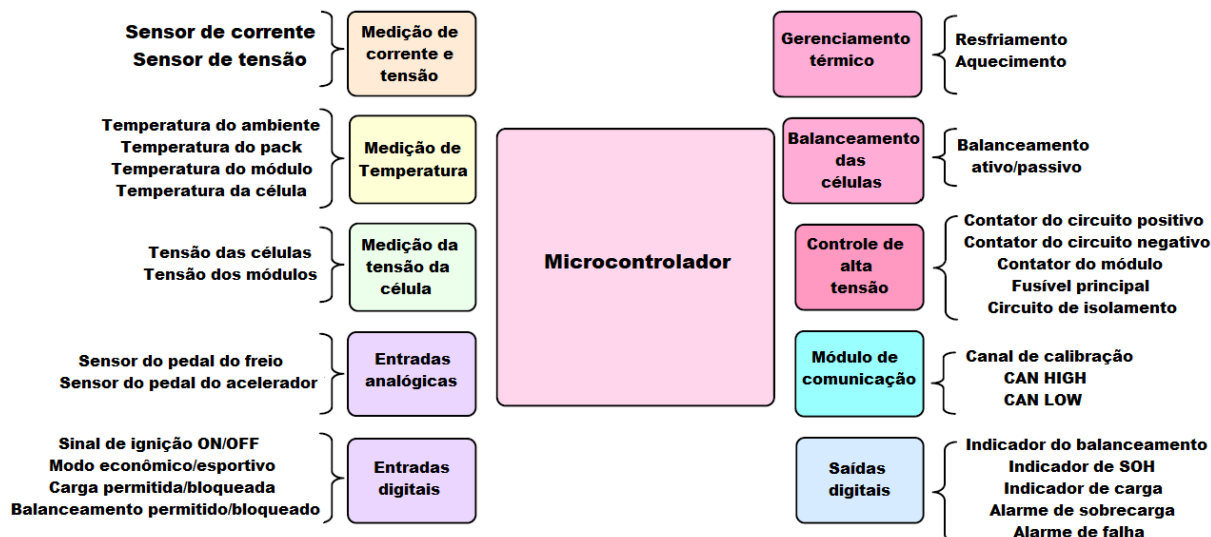 Sensor de corrente
Sensor de tensão
Medição de
corrente e
tensão
Temperatura do ambiente
Temperatura do pack
Temperatura do módulo
Temperatura da célula
Medição de
Temperatura
Tensão das células
Tensão dos módulos
Medição da
tensão da
célula
Sensor do pedal do freio
Sensor do pedal do acelerador
Entradas
analógicas
Sinal de ignição ON/OFF
Modo econômico/esportivo
Carga permitida/bloqueada
Balanceamento permitido/bloqueado
Entradas
digitais
Microcontrolador
Gerenciamento
térmico
Resfriamento
Aquecimento
Balanceamento
das
células
Balanceamento
ativo/passivo
Controle de
alta
tensão
Contator do circuito positivo
Contator do circuito negativo
Contator do módulo
Fusível principal
Circuito de isolamento
Módulo de
comunicação
Canal de calibração
CAN HIGH
CAN LOW
Saídas
digitais
Indicador do balanceamento
Indicador de SOH
Indicador de carga
Alarme de sobrecarga
Alarme de falha